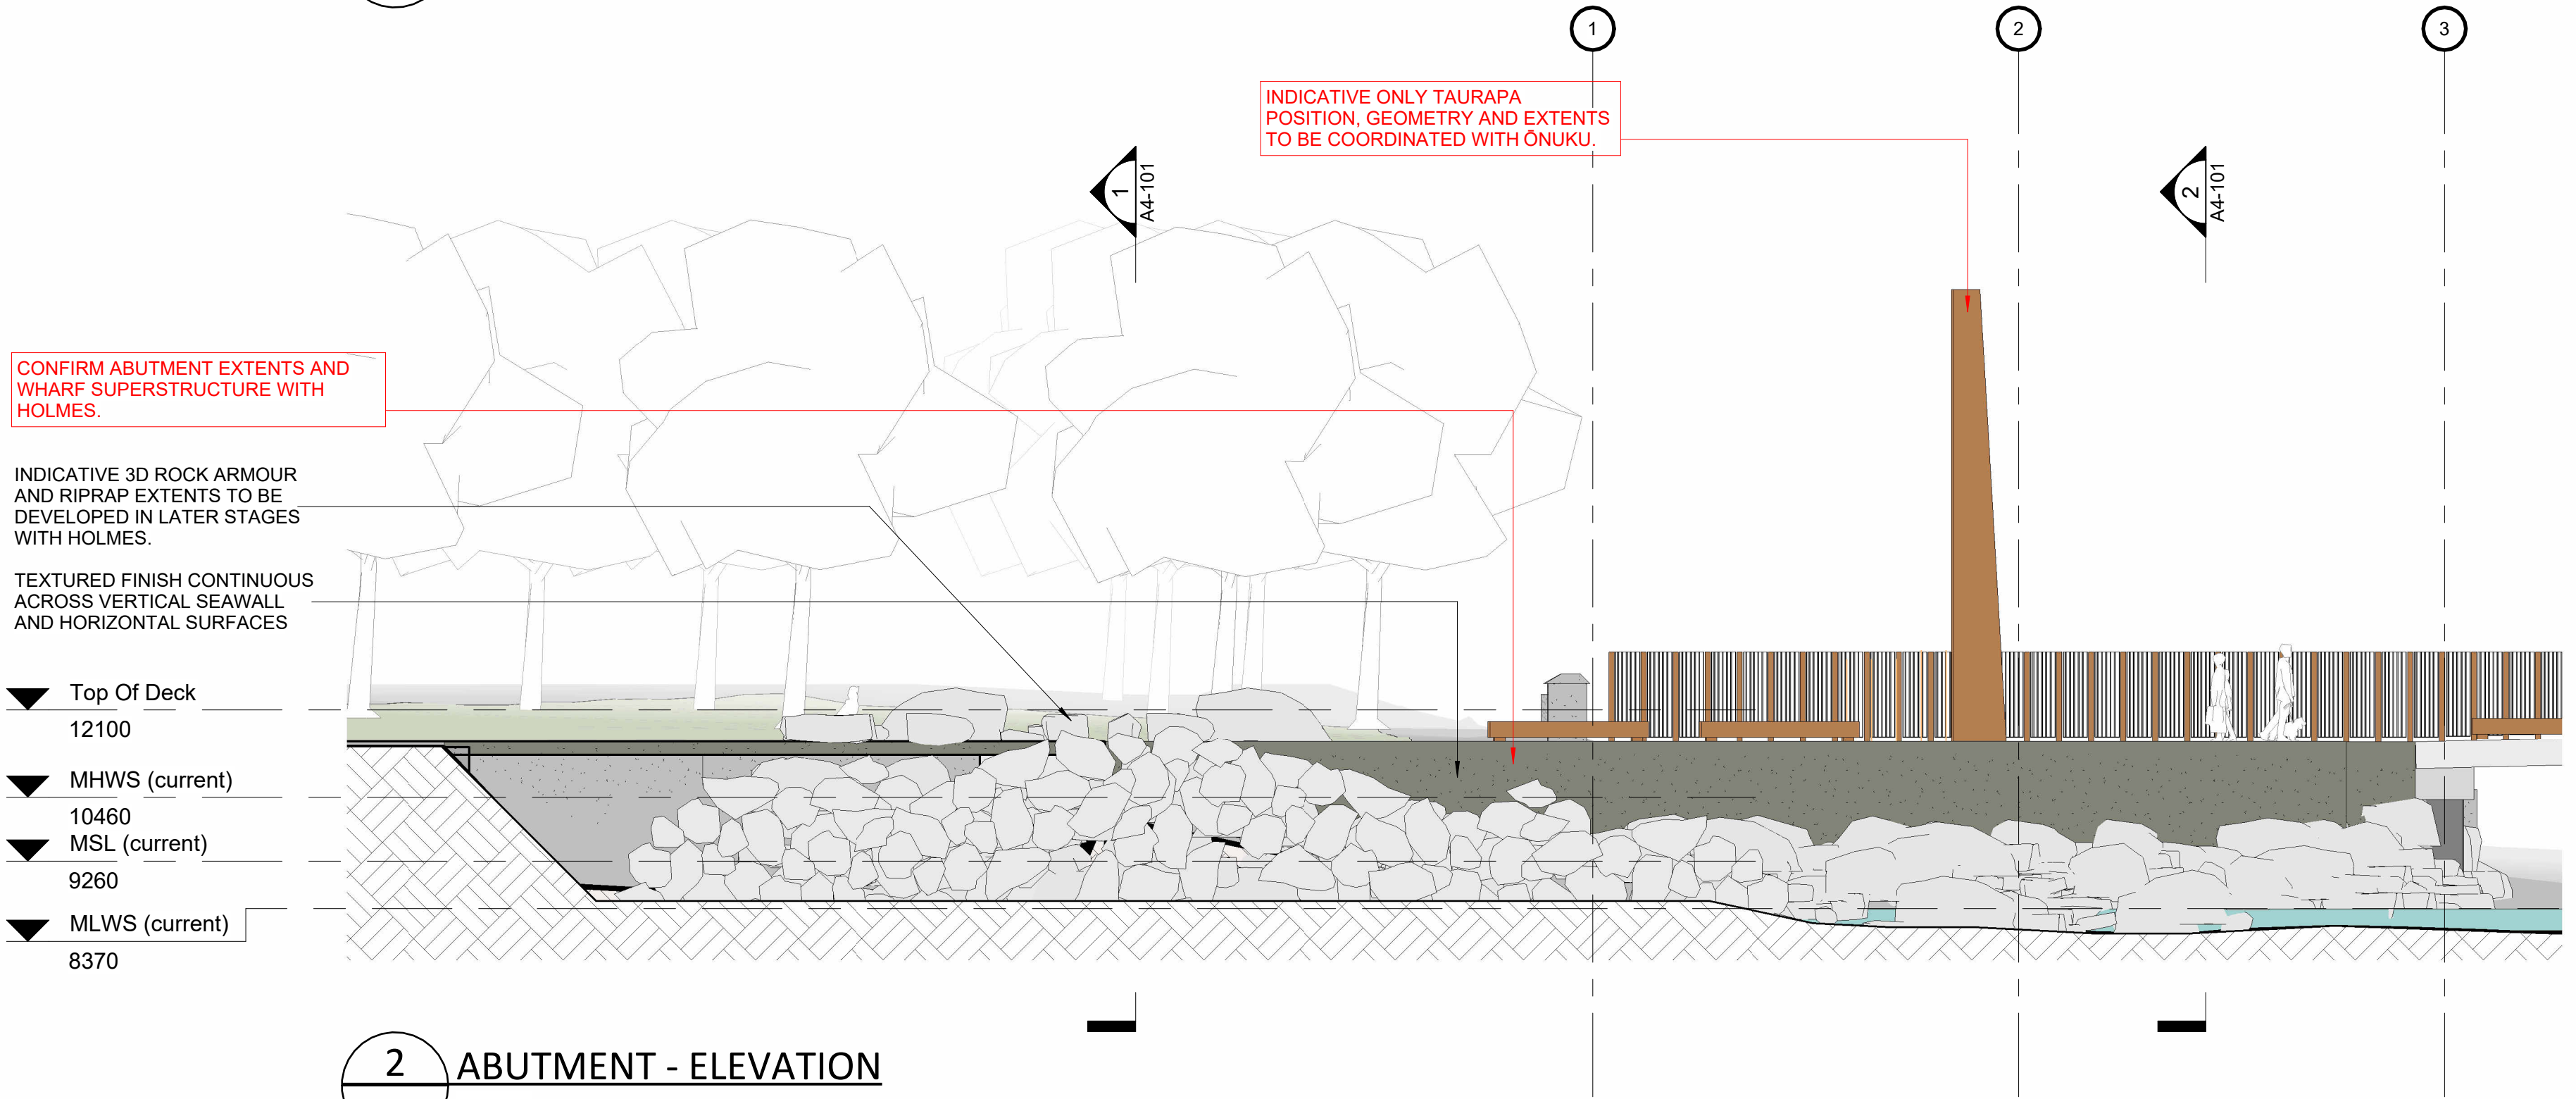 1
2
3
INDICATIVE ONLY TAURAPA
POSITION, GEOMETRY AND EXTENTS
TO BE COORDINATED WITH ŌNUKU.
1
A4-101
2
A4-101
CONFIRM ABUTMENT EXTENTS AND
WHARF SUPERSTRUCTURE WITH
HOLMES.
INDICATIVE 3D ROCK ARMOUR
AND RIPRAP EXTENTS TO BE
DEVELOPED IN LATER STAGES
WITH HOLMES.
TEXTURED FINISH CONTINUOUS
ACROSS VERTICAL SEAWALL
AND HORIZONTAL SURFACES
Top Of Deck
12100
MHWS (current)
10460
MSL (current)
9260
MLWS (current)
8370
2
ABUTMENT - ELEVATION